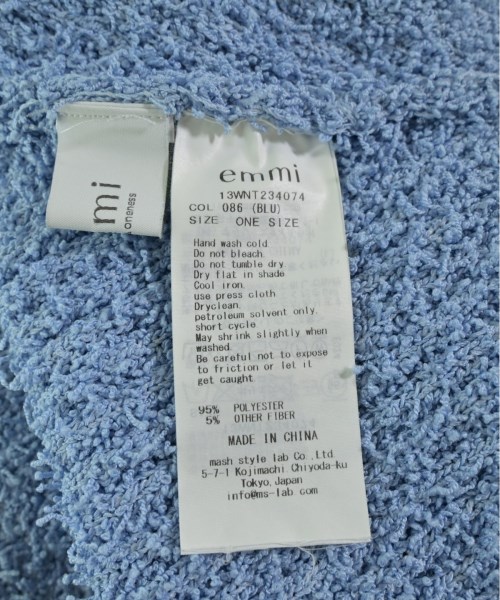 mi
oneness
emmi
13WNT234074
COL 086 (BLU)
SIZE ONE SIZE
Hand wash cold.
Do not bleach.
Do not tumble dry.
Dry flat in shade
Cool iron.
use press cloth
Dryclean.
petroleum solvent only.
short cycle
May shrink slightly when
washed.
Be careful not to expose
to friction or let it
get caught.
95% POLYESTER
5% OTHER FIBER
MADE IN CHINA
mash style lab Co.,Ltd
5-7-1 Kojimachi Chiyoda-ku
Tokyo,Japan
info@ms-lab.com